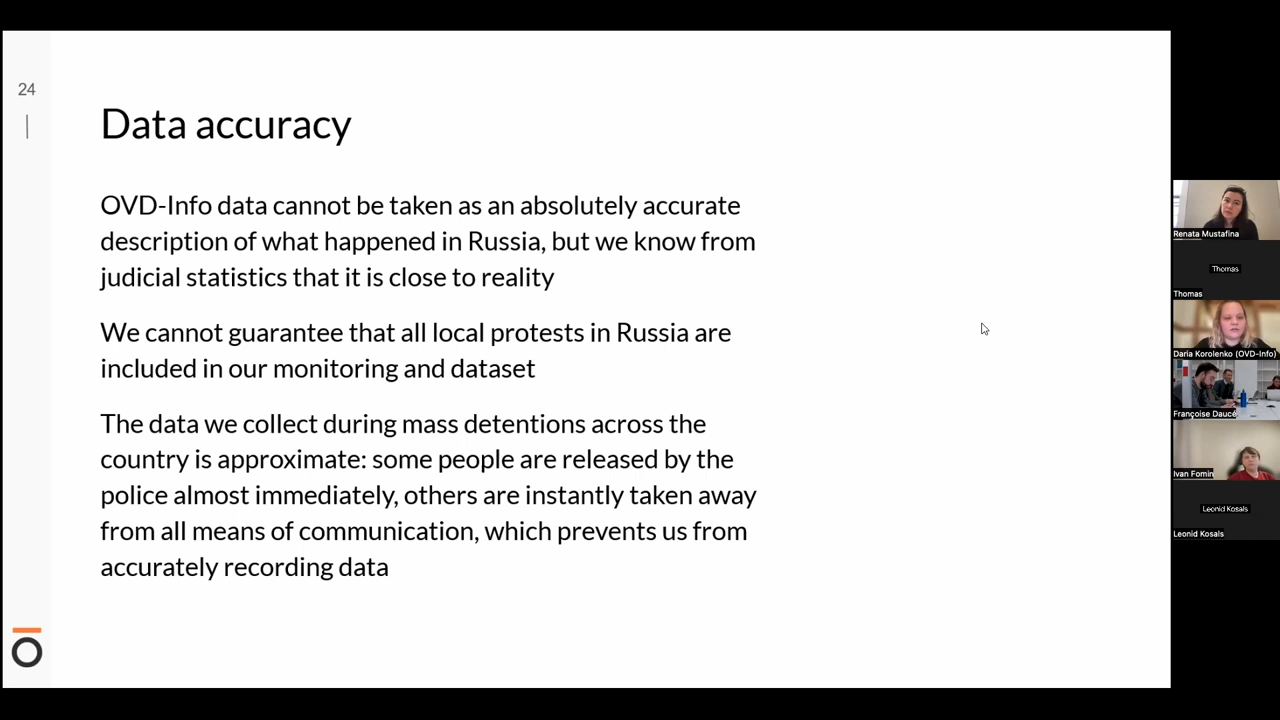 24
Data accuracy
OVD-Info data cannot be taken as an absolutely accurate
description of what happened in Russia, but we know from
judicial statistics that it is close to reality
We cannot guarantee that all local protests in Russia are
included in our monitoring and dataset
The data we collect during mass detentions across the
country is approximate: some people are released by the
police almost immediately, others are instantly taken away
from all means of communication, which prevents us from
accurately recording data
Renata Mustafina
Thomas
Thomas
Daria Korolenko (OVD-Info)
Françoise Daucé
Ivan Fomin
Leonid Kosals
Leonid Kosals